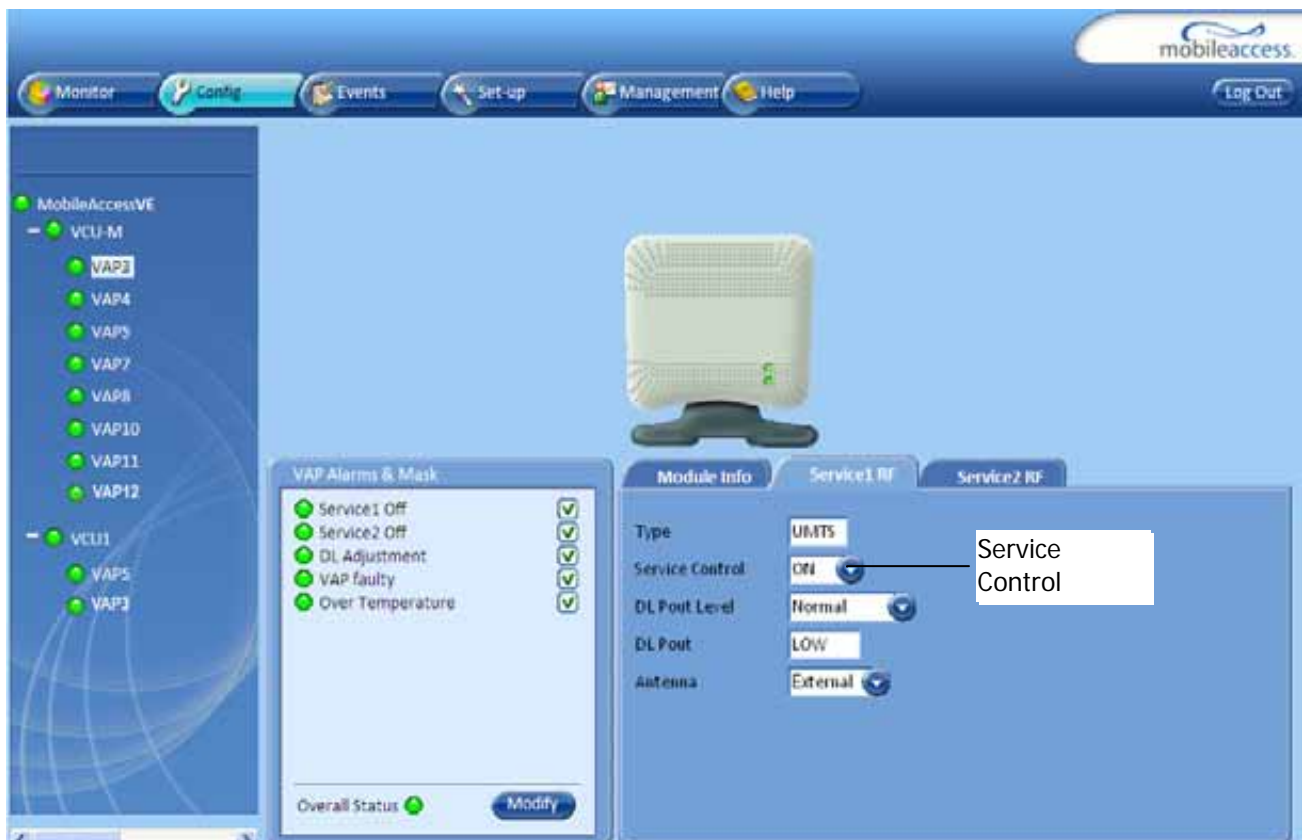 mobileaccess
Monitor
Config
Events
Set-up
Management
Help
Log Out
MobileAccessVE
VCU-M
VAP3
VAP4
VAP5
VAP7
VAP8
VAP10
VAP11
VAP12
VCU1
VAP5
VAP3
VAP Alarms & Mask
Service1 Off
Service2 Off
DL Adjustment
VAP faulty
Over Temperature
Overall Status
Modify
Module Info
Service1 RF
Service2 RF
Type UMTS
Service Control ON
DL Pout Level Normal
DL Pout LOW
Antenna External
Service
Control